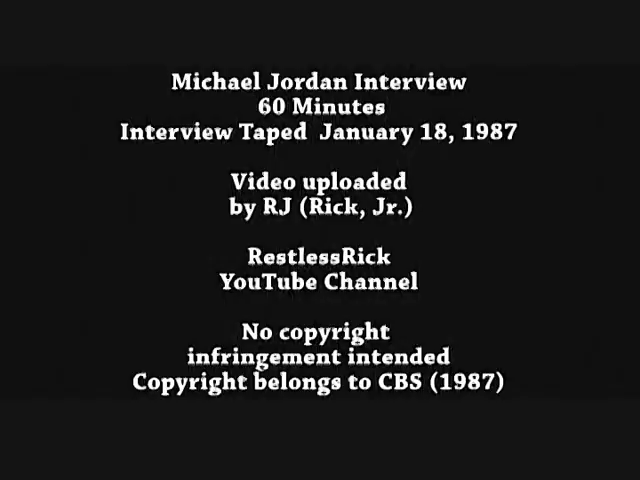 Michael Jordan Interview
60 Minutes
Interview Taped January 18, 1987
Video uploaded
by RJ (Rick, Jr.)
RestlessRick
YouTube Channel
No copyright
infringement intended
Copyright belongs to CBS (1987)